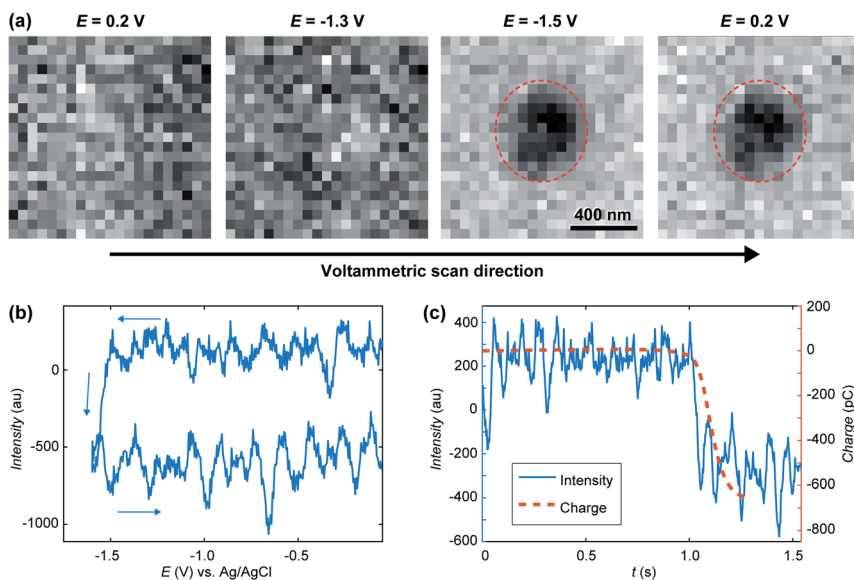 (a)
E = 0.2 V
E = -1.3 V
E = -1.5 V
E = 0.2 V
400 nm
Voltammetric scan direction
(b)
0
-500
-1000
Intensity (au)
-1.5
-1.0
-0.5
E (V) vs. Ag/AgCl
(c)
400
200
0
-200
-400
-600
Intensity (au)
200
0
-200
-400
-600
-800
Charge (pC)
Intensity
Charge
0
0.5
1.0
1.5
t (s)